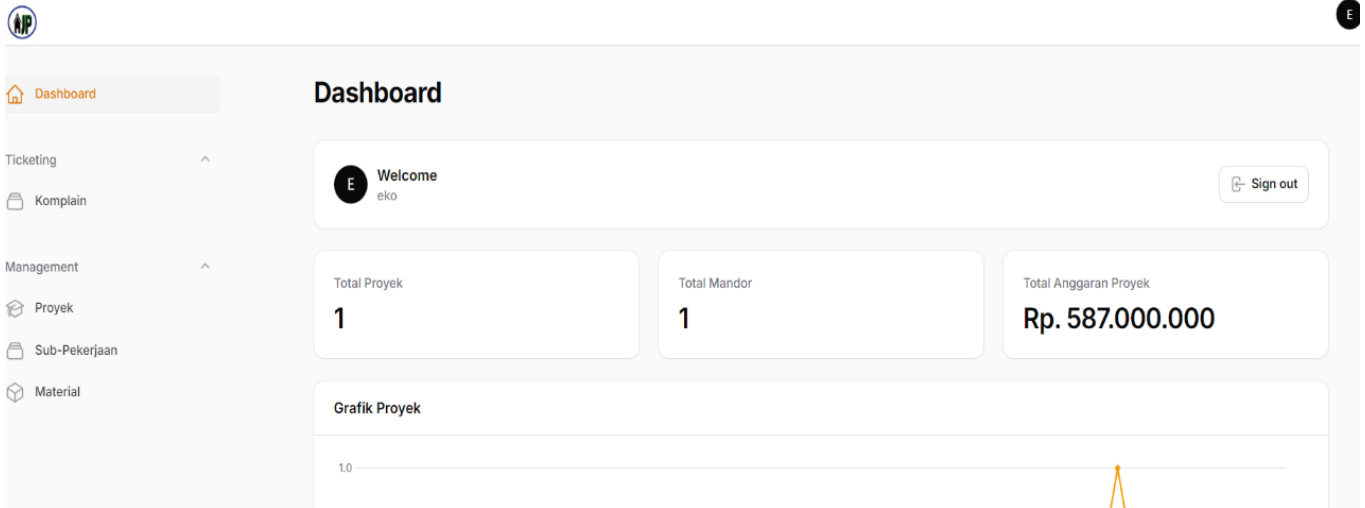 AJP
E
Dashboard
Ticketing
Komplain
Management
Proyek
Sub-Pekerjaan
Material
Dashboard
E
Welcome
eko
Sign out
Total Proyek
1
Total Mandor
1
Total Anggaran Proyek
Rp. 587.000.000
Grafik Proyek
1.0